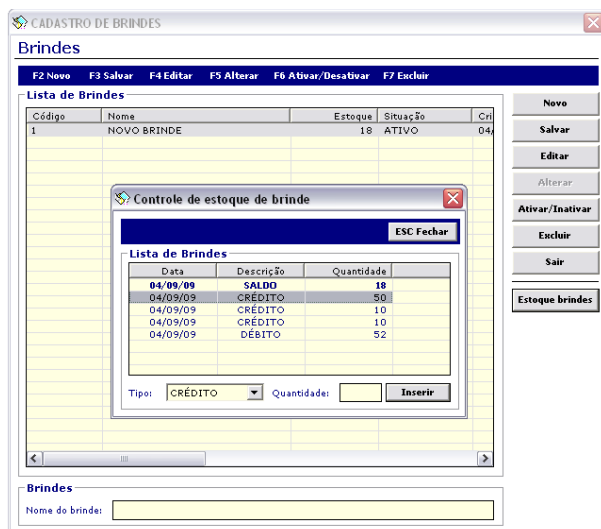 CADASTRO DE BRINDES
Brindes
F2 Novo F3 Salvar F4 Editar F5 Alterar F6 Ativar/Desativar F7 Excluir
Lista de Brindes
Código Nome Estoque Situação Cri
1 NOVO BRINDE 18 ATIVO 04/
Novo
Salvar
Editar
Alterar
Ativar/Inativar
Excluir
Sair
Estoque brindes
Controle de estoque de brinde
ESC Fechar
Lista de Brindes
Data Descrição Quantidade
04/09/09 SALDO 18
04/09/09 CRÉDITO 50
04/09/09 CRÉDITO 10
04/09/09 CRÉDITO 10
04/09/09 DÉBITO 52
Tipo: CRÉDITO Quantidade: Inserir
Brindes
Nome do brinde: